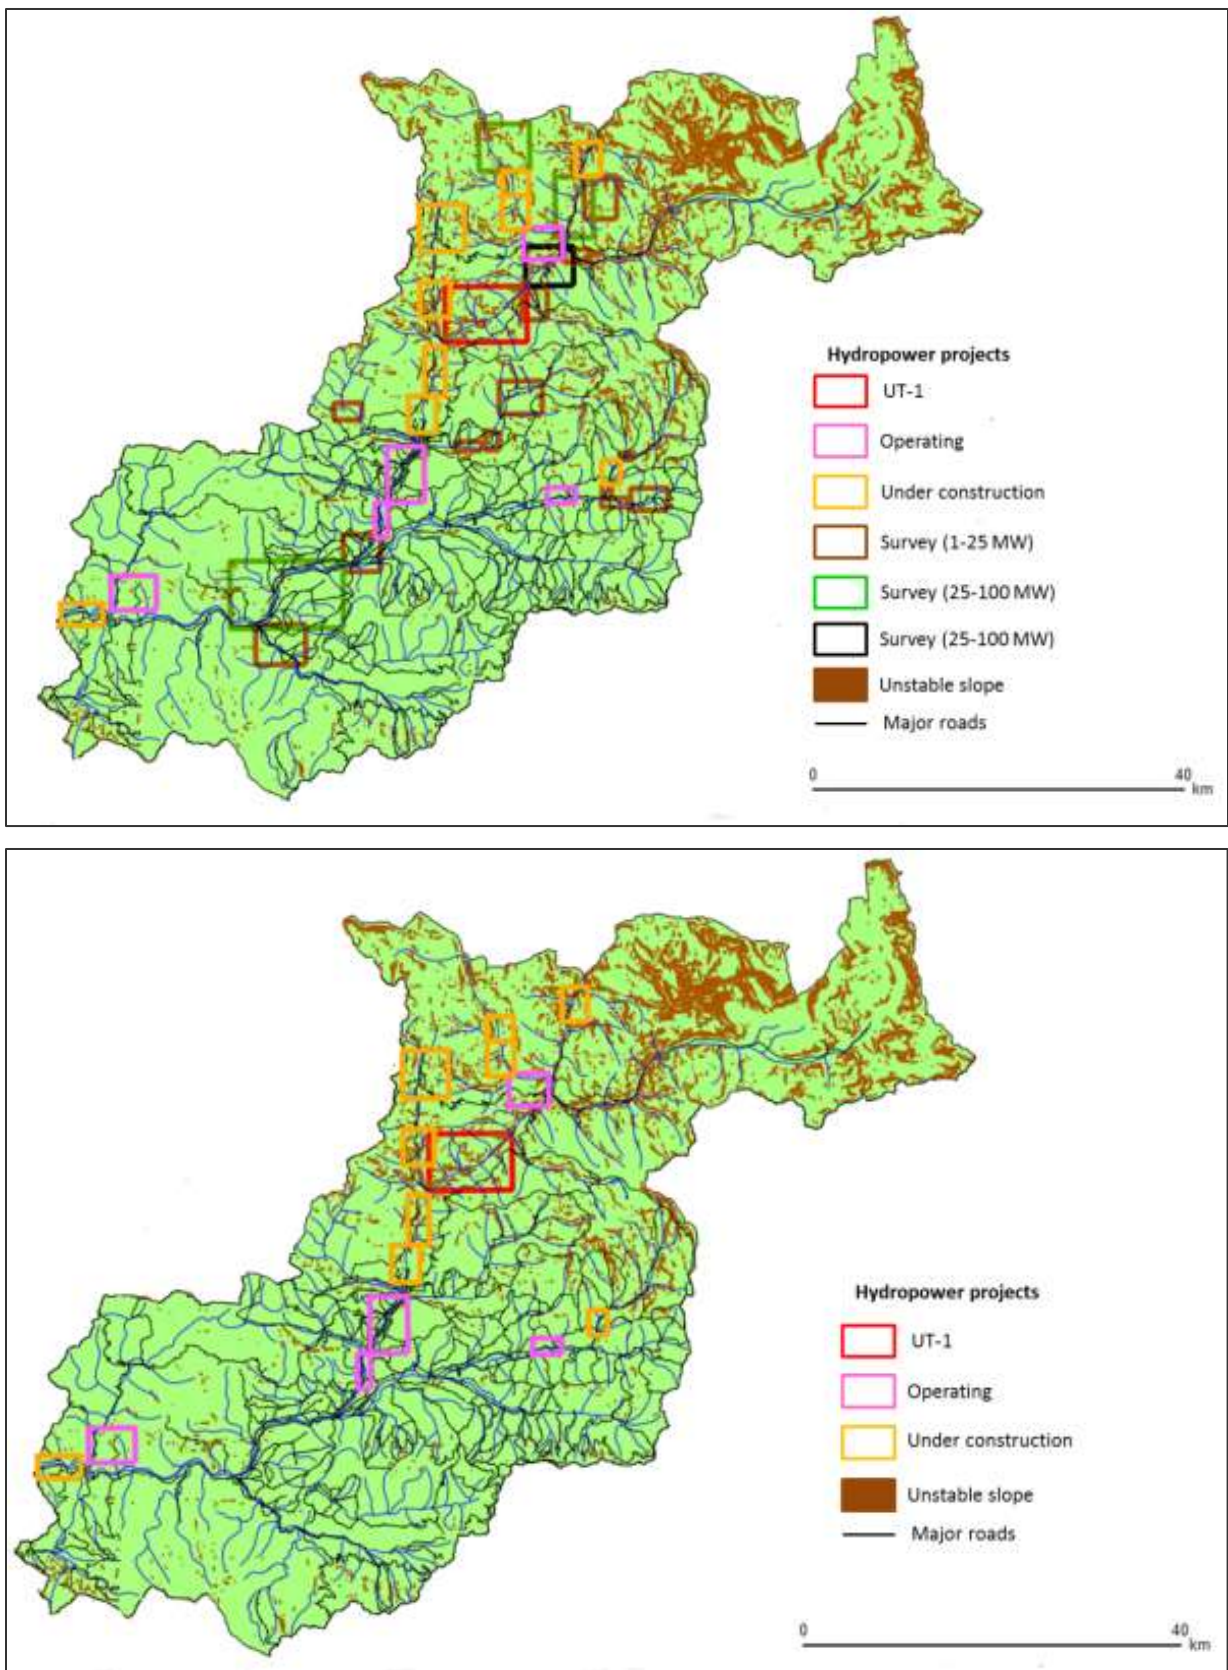 Hydropower projects
UT-1
Operating
Under construction
Survey (1-25 MW)
Survey (25-100 MW)
Survey (25-100 MW)
Unstable slope
Major roads
0 40
km
Hydropower projects
UT-1
Operating
Under construction
Unstable slope
Major roads
0 40
km